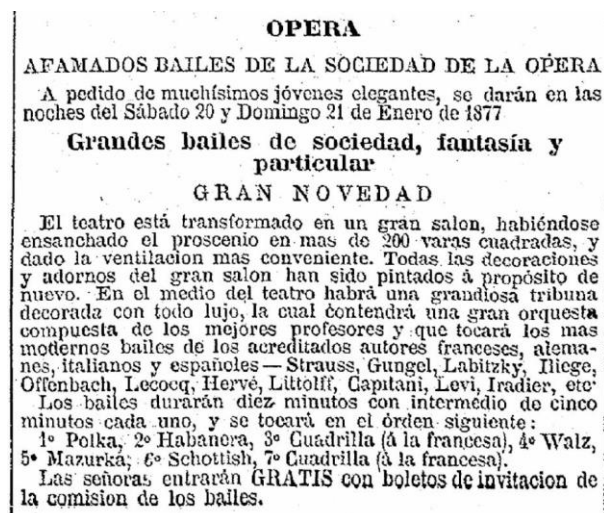 OPERA
AFAMADOS BAILES DE LA SOCIEDAD DE LA OPERA
A pedido de muchísimos jóvenes elegantes, se darán en las
noches del Sábado 20 y Domingo 21 de Enero de 1877
Grandes bailes de sociedad, fantasía y
particular
GRAN NOVEDAD
El teatro está transformado en un gran salon, habiéndose
ensanchado el proscenio en mas de 200 varas cuadradas, y
dado la ventilacion mas conveniente. Todas las decoraciones
y adornos del gran salon han sido pintados á propósito de
nuevo. En el medio del teatro habrá una grandiosa tribuna
decorada con todo lujo, la cual contendrá una gran orquesta
compuesta de los mejores profesores y que tocará los mas
modernos bailes de los acreditados autores franceses, alema-
nes, italianos y españoles—Strauss, Gungel, Labitzky, Iliege,
Offenbach, Lecocq, Hervé, Littolff, Capitani, Levi, Iradier, etc
Los bailes durarán diez minutos con intermedio de cinco
minutos cada uno, y se tocará en el órden siguiente:
1º Polka, 2º Habanera, 3º Cuadrilla (á la francesa), 4º Walz,
5º Mazurka; 6º Schottish, 7º Cuadrilla (á la francesa).
Las señoras entrarán GRATIS con boletos de invitacion de
la comision de los bailes.